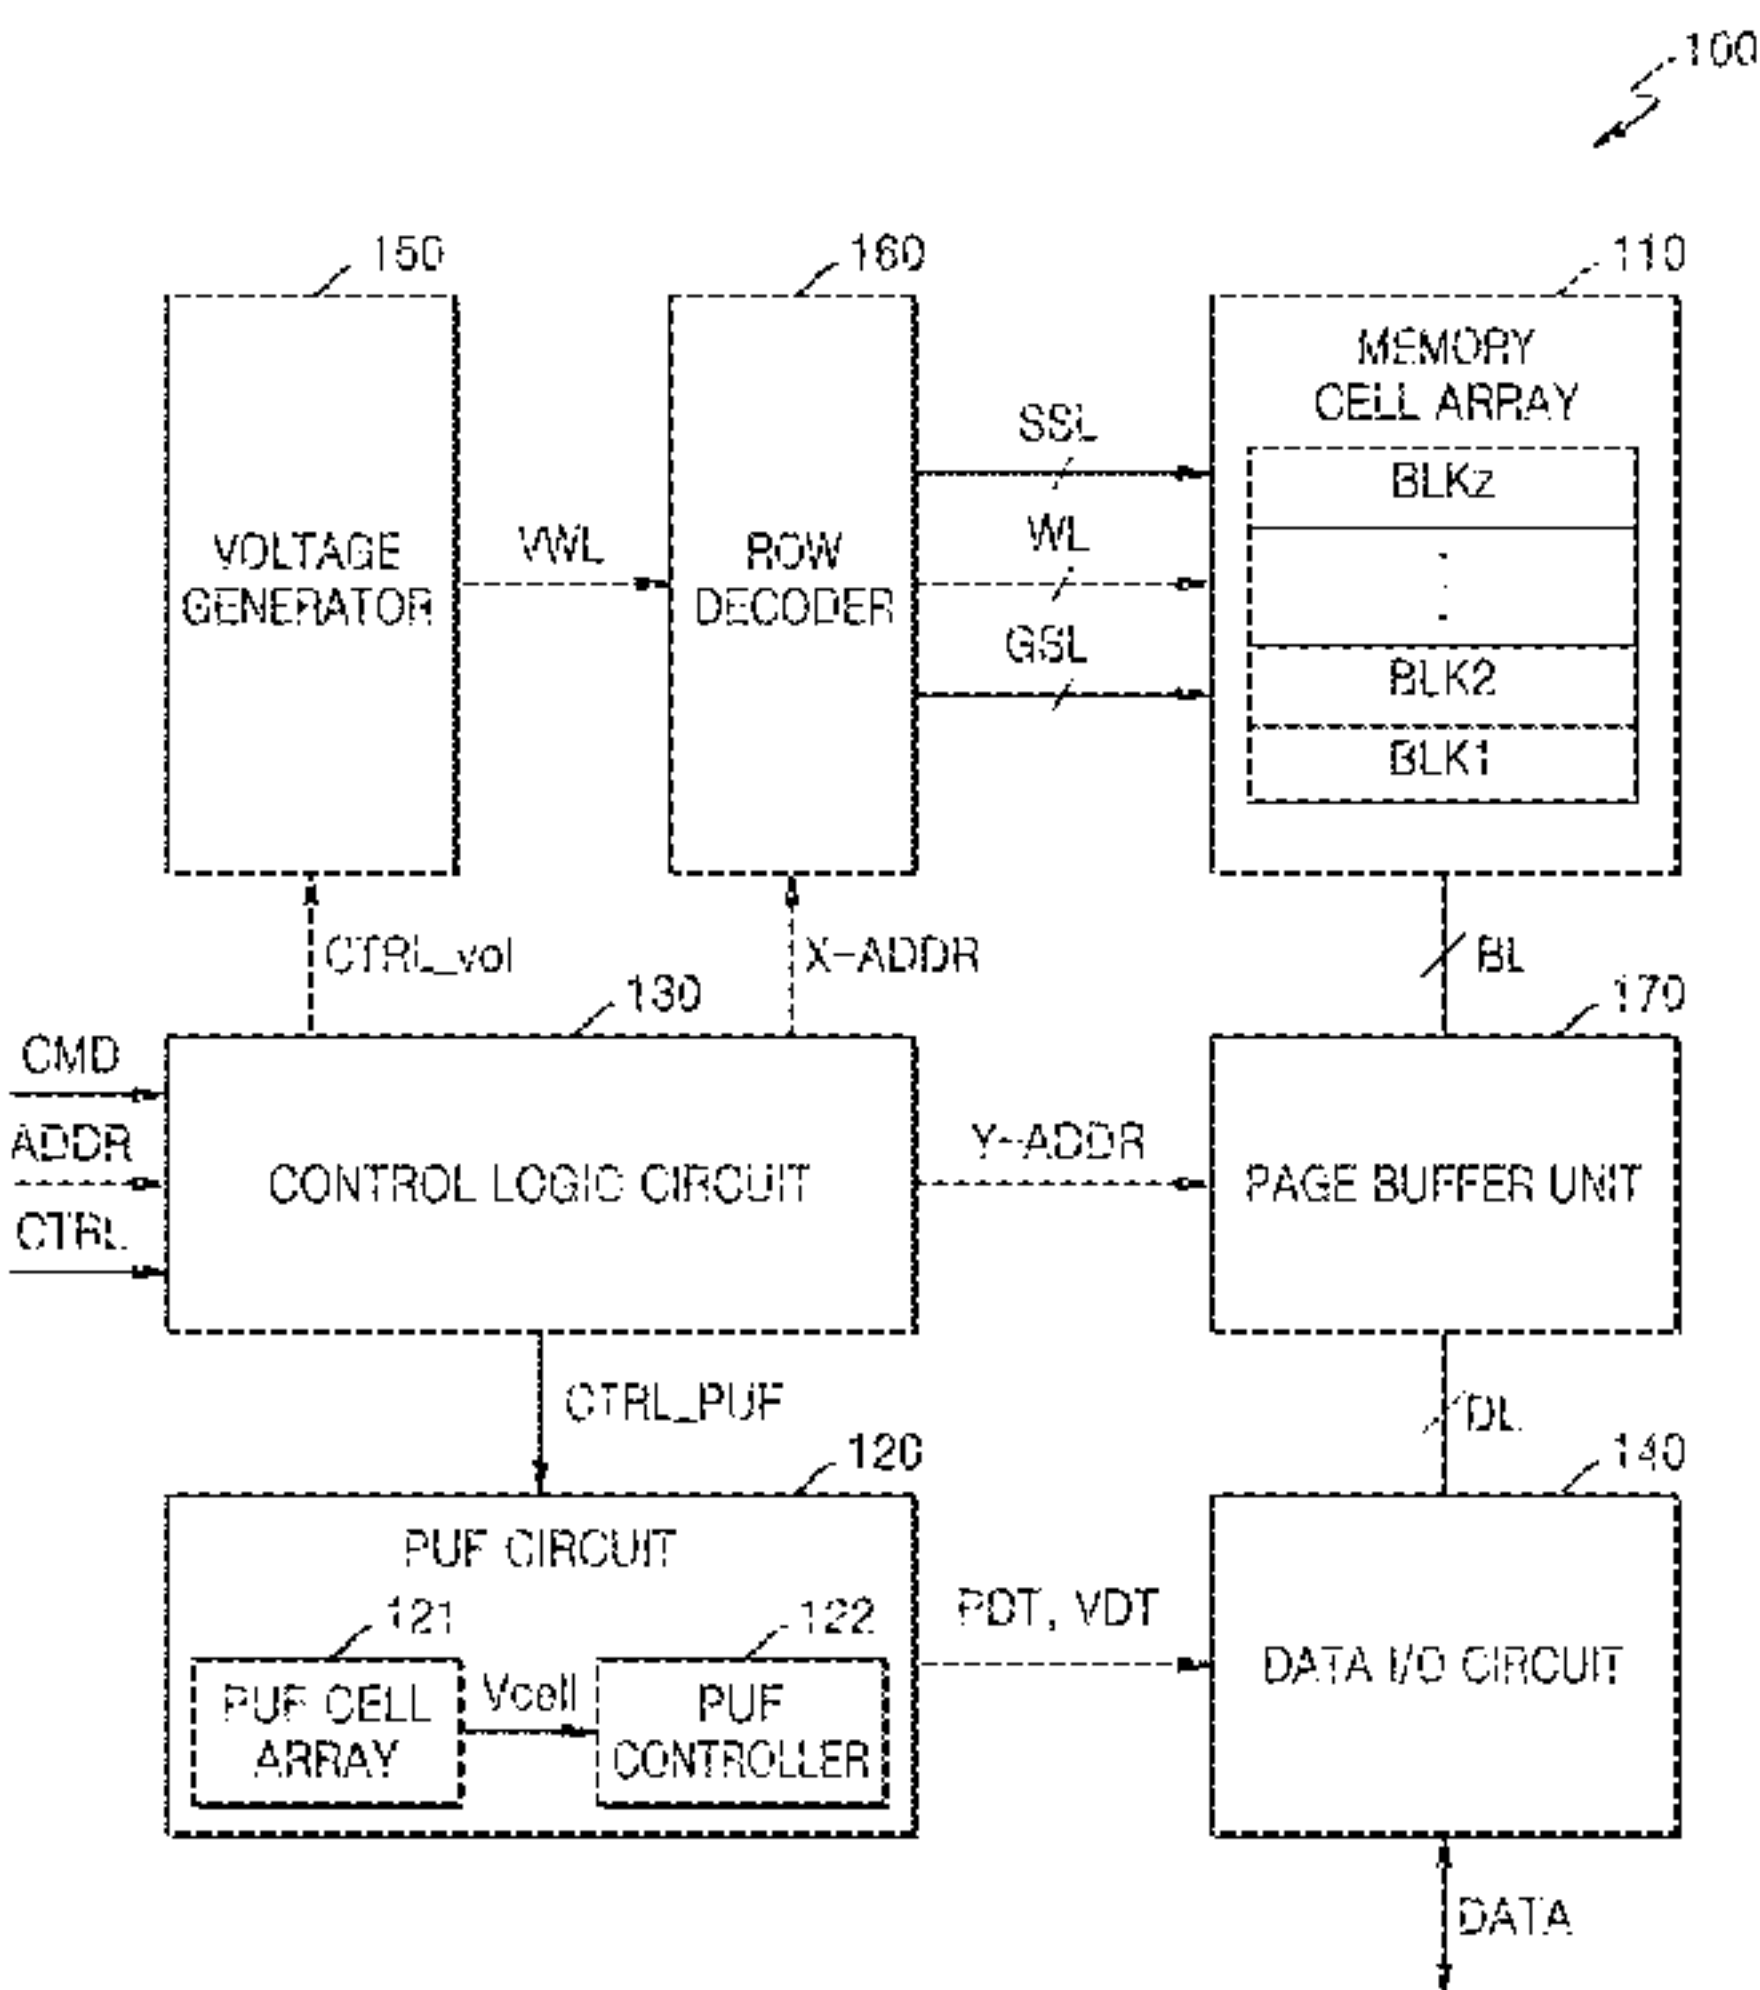 100
150
160
110
MEMORY
CELL ARRAY
SSL
BLKz
VOLTAGE
GENERATOR
VWL
ROW
DECODER
WL
.
.
.
GSL
BLK2
BLK1
CTRL_vol
X-ADDR
BL
130
170
CMD
ADDR
CTRL
CONTROL LOGIC CIRCUIT
Y-ADDR
PAGE BUFFER UNIT
CTRL_PUF
DL
120
140
PUF CIRCUIT
121
122
PDT, VDT
DATA I/O CIRCUIT
PUF CELL
ARRAY
Vcell
PUF
CONTROLLER
DATA